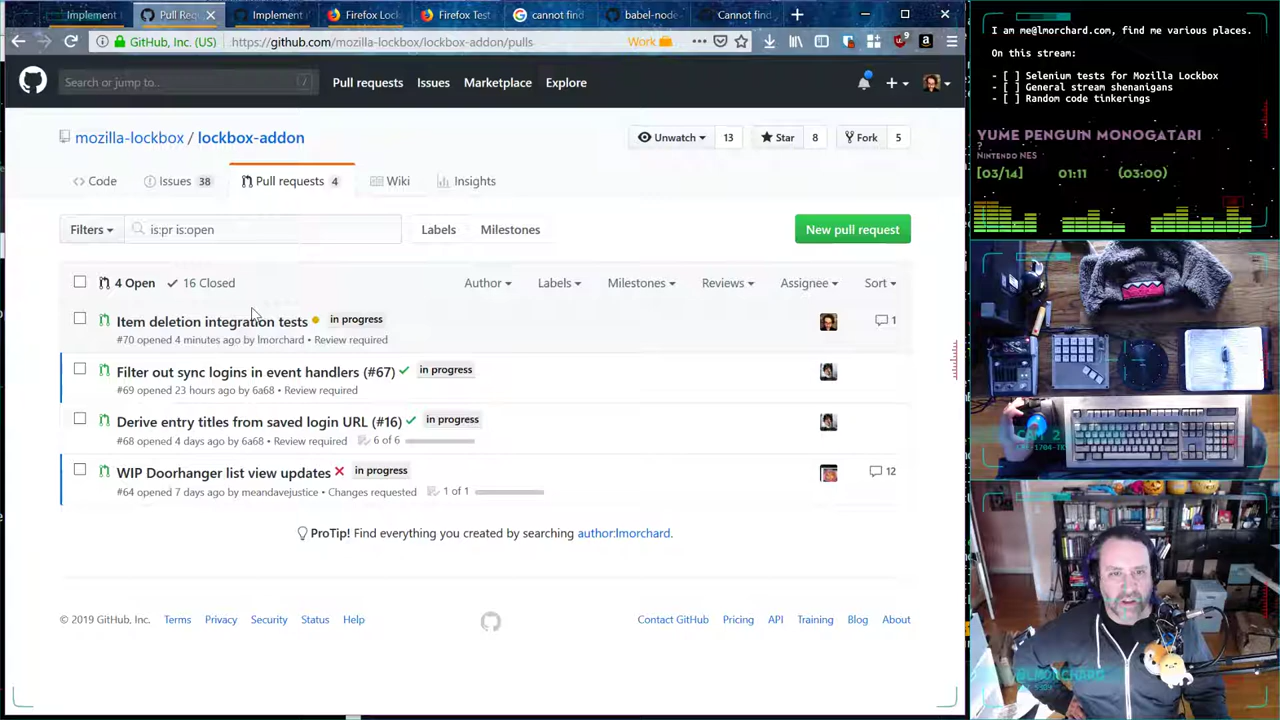 Implement
Pull Req
Implement
Firefox Lock
Firefox Test
cannot find
babel-node
Cannot find
GitHub, Inc. (US)
https://github.com/mozilla-lockbox/lockbox-addon/pulls
Work
Search or jump to...
/
Pull requests
Issues
Marketplace
Explore
mozilla-lockbox / lockbox-addon
Unwatch
13
Star
8
Fork
5
Code
Issues 38
Pull requests 4
Wiki
Insights
Filters
is:pr is:open
Labels
Milestones
New pull request
4 Open
16 Closed
Author
Labels
Milestones
Reviews
Assignee
Sort
Item deletion integration tests
in progress
1
#70 opened 4 minutes ago by lmorchard • Review required
Filter out sync logins in event handlers (#67)
in progress
#69 opened 23 hours ago by 6a68 • Review required
Derive entry titles from saved login URL (#16)
in progress
#68 opened 4 days ago by 6a68 • Review required
6 of 6
WIP Doorhanger list view updates
in progress
12
#64 opened 7 days ago by meandavejustice • Changes requested
1 of 1
ProTip! Find everything you created by searching author:lmorchard.
© 2019 GitHub, Inc.
Terms
Privacy
Security
Status
Help
Contact GitHub
Pricing
API
Training
Blog
About
I am me@lmorchard.com, find me various places.
On this stream:
- [ ] Selenium tests for Mozilla Lockbox
- [ ] General stream shenanigans
- [ ] Random code tinkerings
YUME PENGUIN MONOGATARI
?
NINTENDO NES
[03/14]
01:11
(03:00)
CAM 2
@LMORCHARD